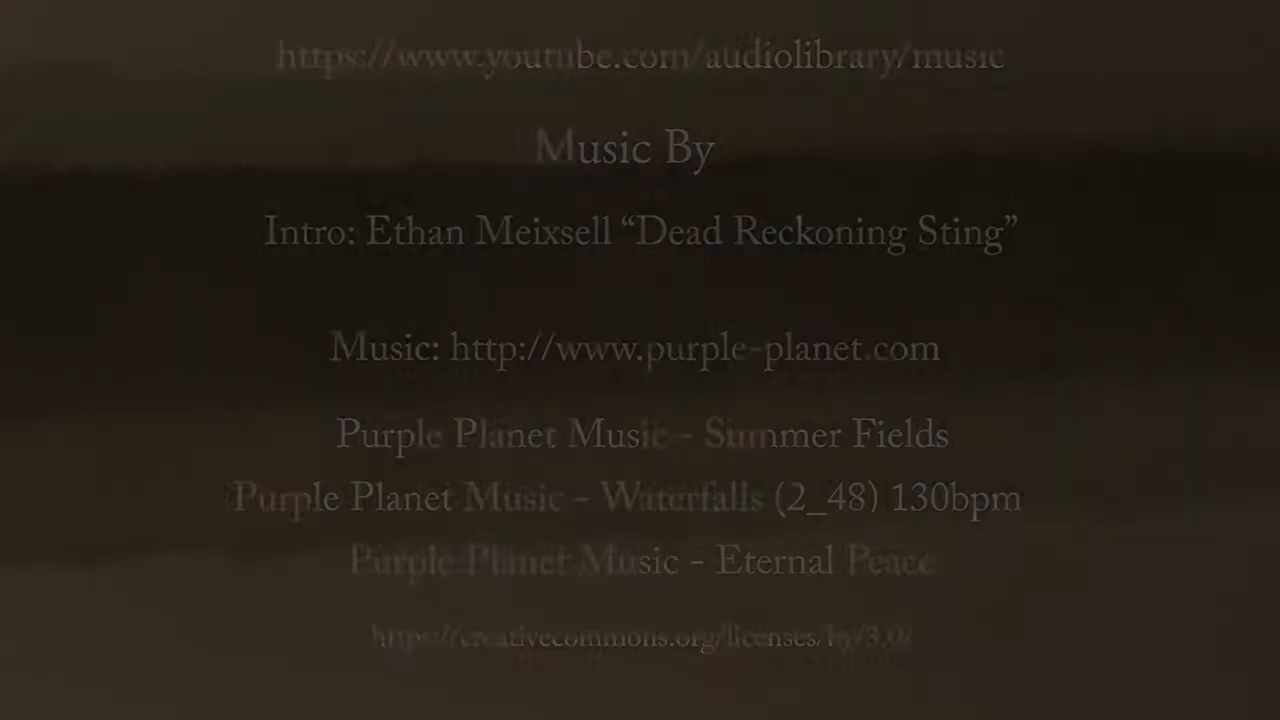 https://www.youtube.com/audiolibrary/music
Music By
Intro: Ethan Meixsell “Dead Reckoning Sting”
Music: http://www.purple-planet.com
Purple Planet Music - Summer Fields
Purple Planet Music - Waterfalls (2_48) 130bpm
Purple Planet Music - Eternal Peace
https://creativecommons.org/licenses/by/3.0/